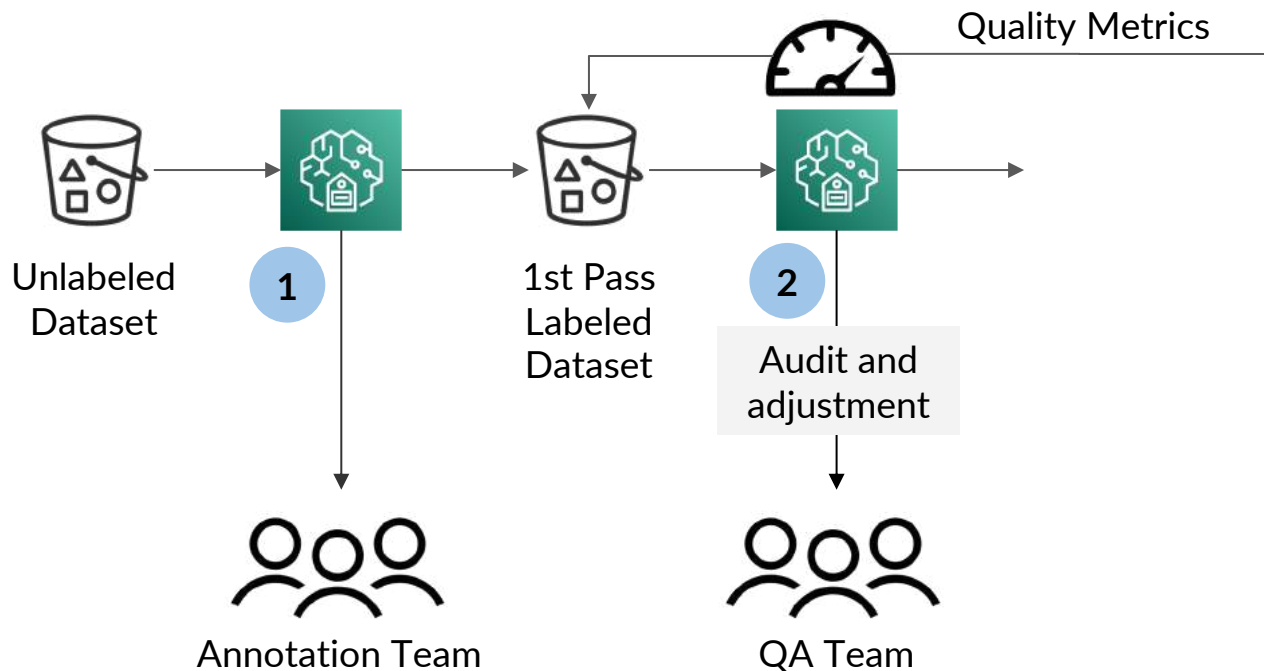 Quality Metrics
Unlabeled
Dataset
1
1st Pass
Labeled
Dataset
2
Audit and
adjustment
Annotation Team
QA Team